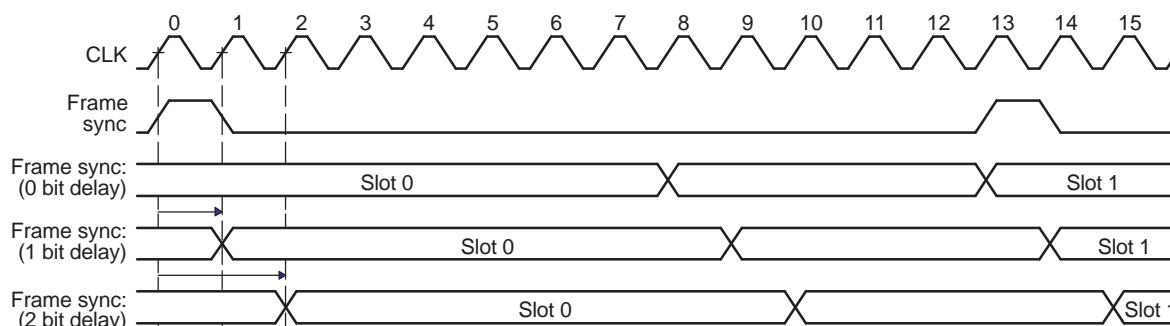 0 1 2 3 4 5 6 7 8 9 10 11 12 13 14 15
CLK
Frame
sync
Frame sync:
(0 bit delay)
Slot 0
Slot 1
Frame sync:
(1 bit delay)
Slot 0
Slot 1
Frame sync:
(2 bit delay)
Slot 0
Slot 1